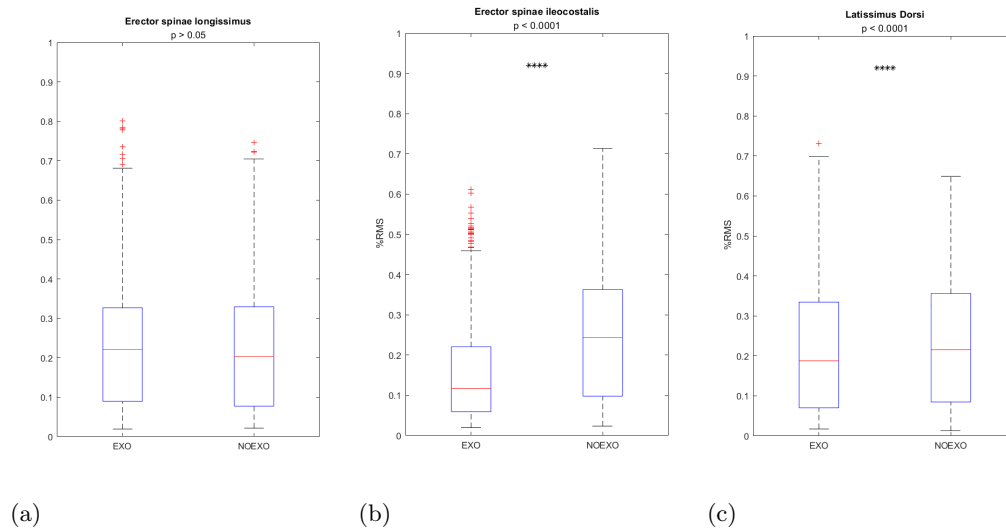 Erector spinae longissimus
p > 0.05
1
0.9
0.8
0.7
0.6
0.5
0.4
0.3
0.2
0.1
0
EXO
NOEXO
(a)
Erector spinae ileocostalis
p < 0.0001
****
%RMS
1
0.9
0.8
0.7
0.6
0.5
0.4
0.3
0.2
0.1
0
EXO
NOEXO
(b)
Latissimus Dorsi
p < 0.0001
****
%RMS
1
0.9
0.8
0.7
0.6
0.5
0.4
0.3
0.2
0.1
0
EXO
NOEXO
(c)